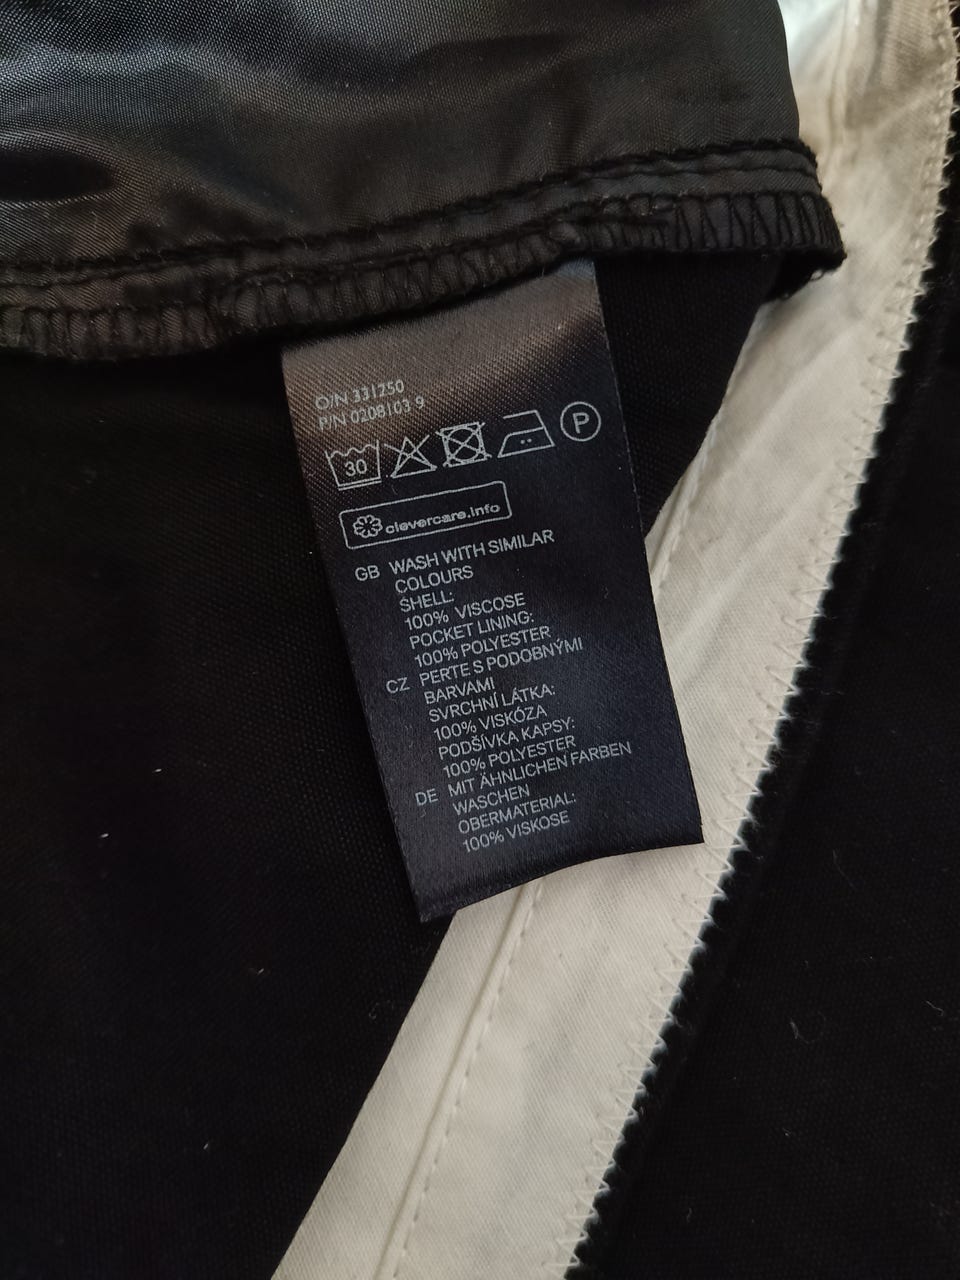 O/N 331250
P/N 0208103 9
30 P
clevercare.info
GB WASH WITH SIMILAR
COLOURS
SHELL:
100% VISCOSE
POCKET LINING:
100% POLYESTER
CZ PERTE S PODOBNÝMI
BARVAMI
SVRCHNÍ LÁTKA:
100% VISKÓZA
PODŠÍVKA KAPSY:
100% POLYESTER
DE MIT ÄHNLICHEN FARBEN
WASCHEN
OBERMATERIAL:
100% VISKOSE